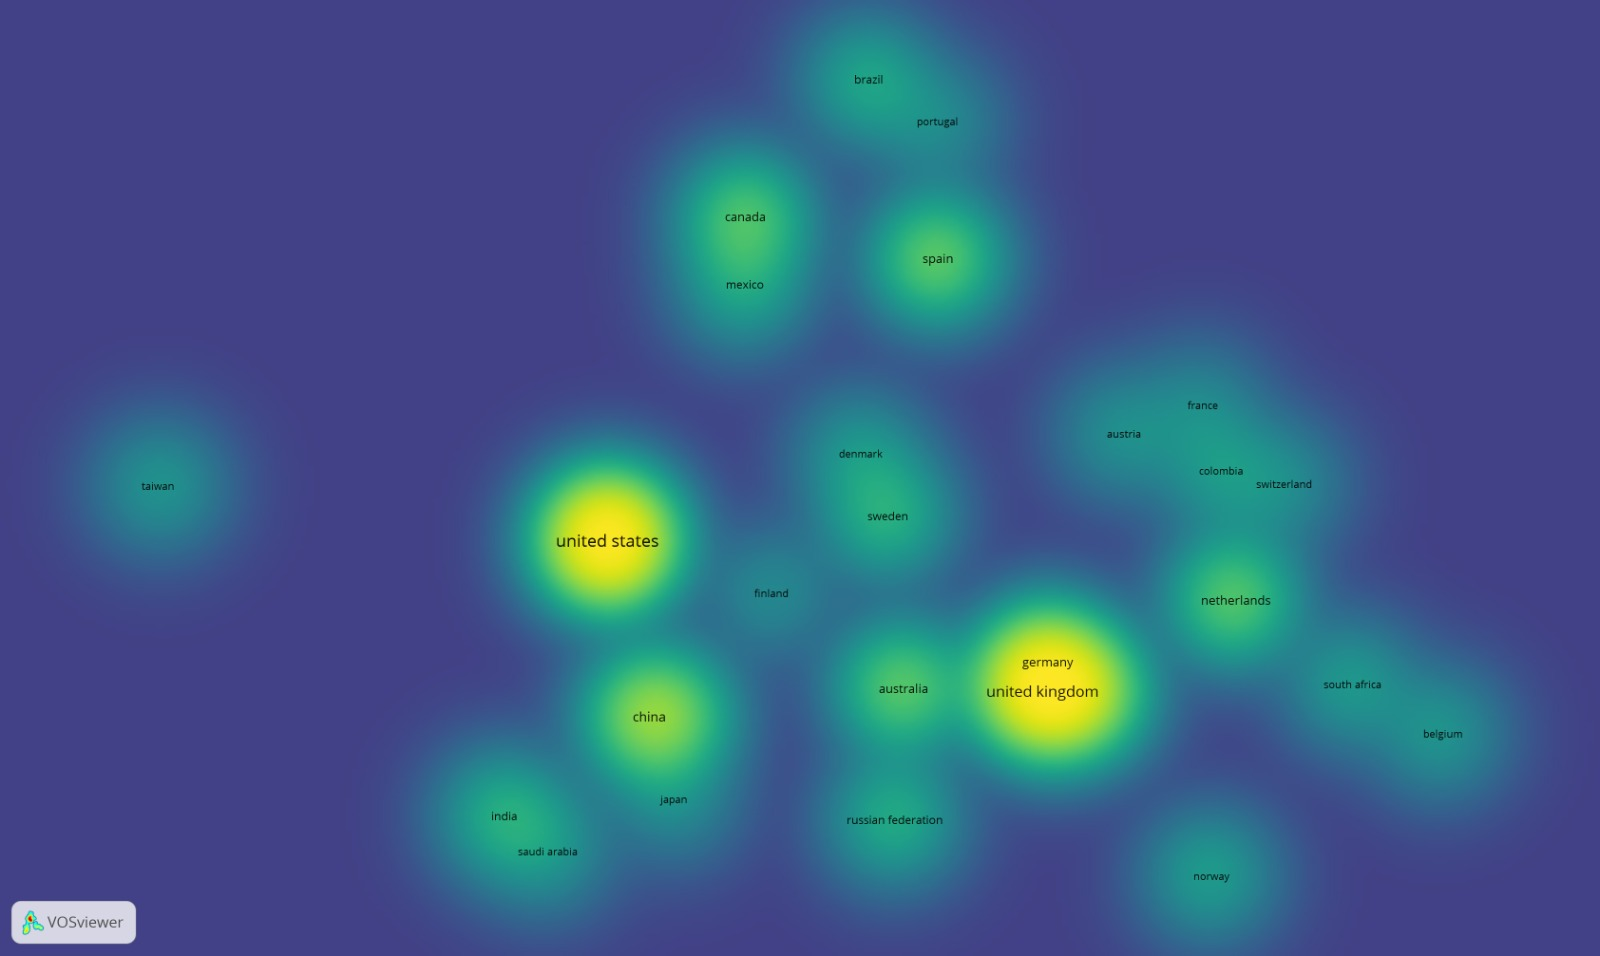 brazil
portugal
canada
spain
mexico
france
austria
denmark
colombia
switzerland
taiwan
sweden
united states
finland
netherlands
germany
south africa
australia
united kingdom
china
belgium
japan
india
russian federation
saudi arabia
norway
VOSviewer